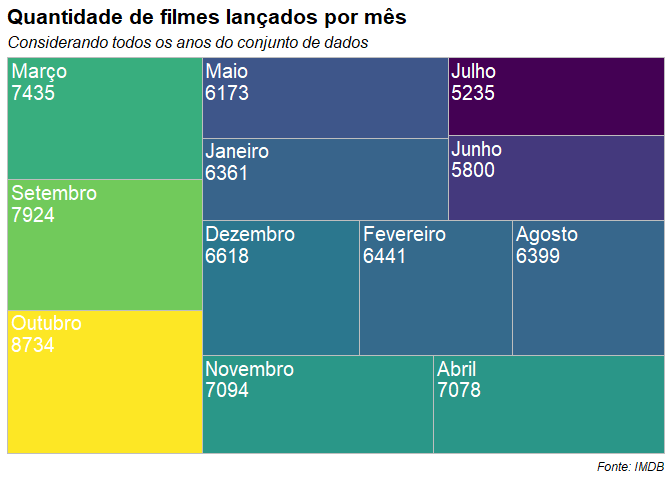 Quantidade de filmes lançados por mês
Considerando todos os anos do conjunto de dados
Março
7435
Maio
6173
Julho
5235
Janeiro
6361
Junho
5800
Setembro
7924
Dezembro
6618
Fevereiro
6441
Agosto
6399
Outubro
8734
Novembro
7094
Abril
7078
Fonte: IMDB